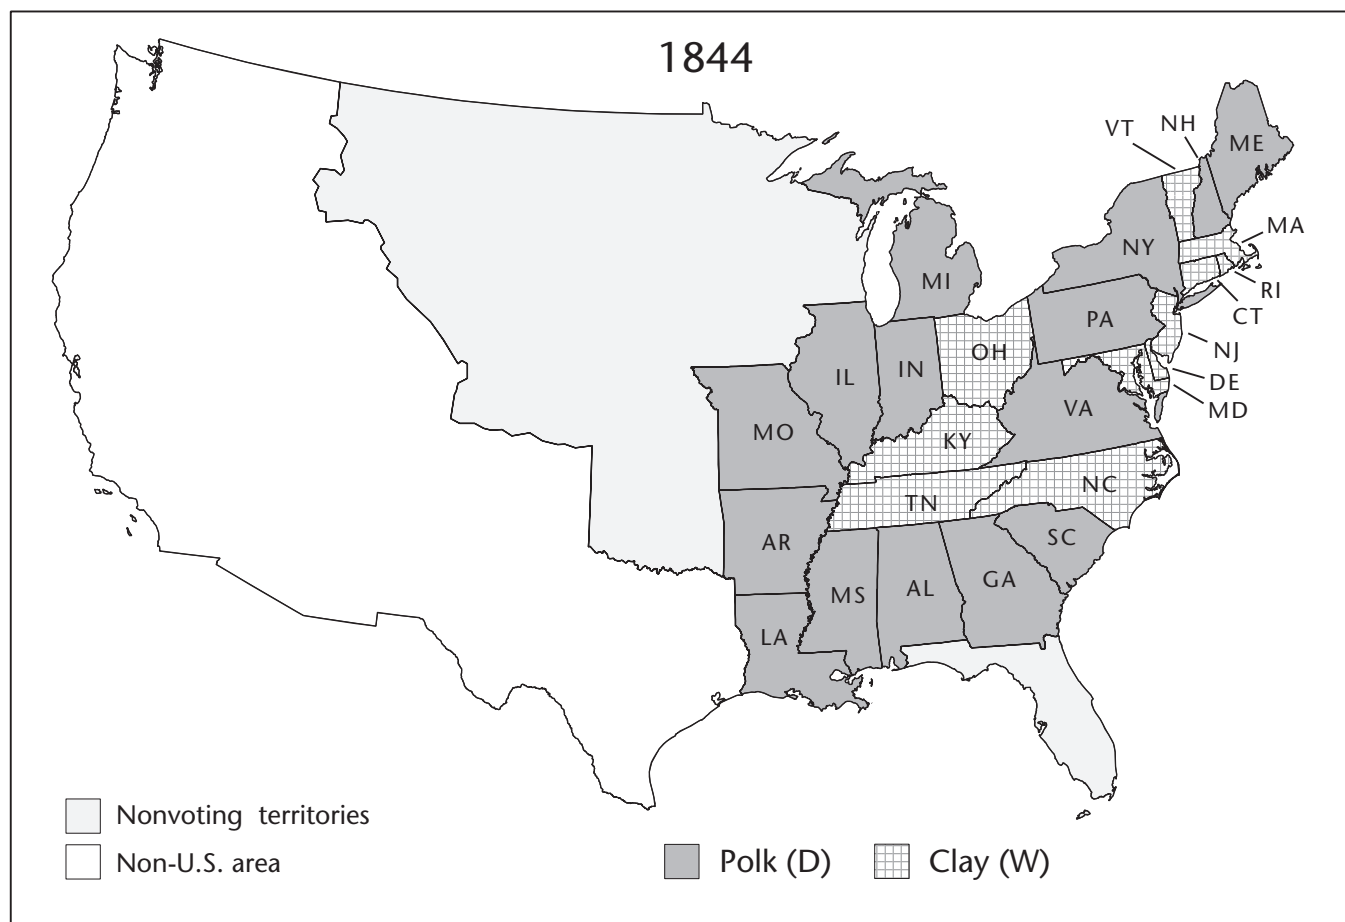 1844
VT
NH
ME
MA
NY
MI
RI
CT
PA
NJ
OH
IN
IL
DE
MD
VA
MO
KY
NC
TN
SC
AR
GA
AL
MS
LA
Nonvoting territories
Non-U.S. area
Polk (D)
Clay (W)